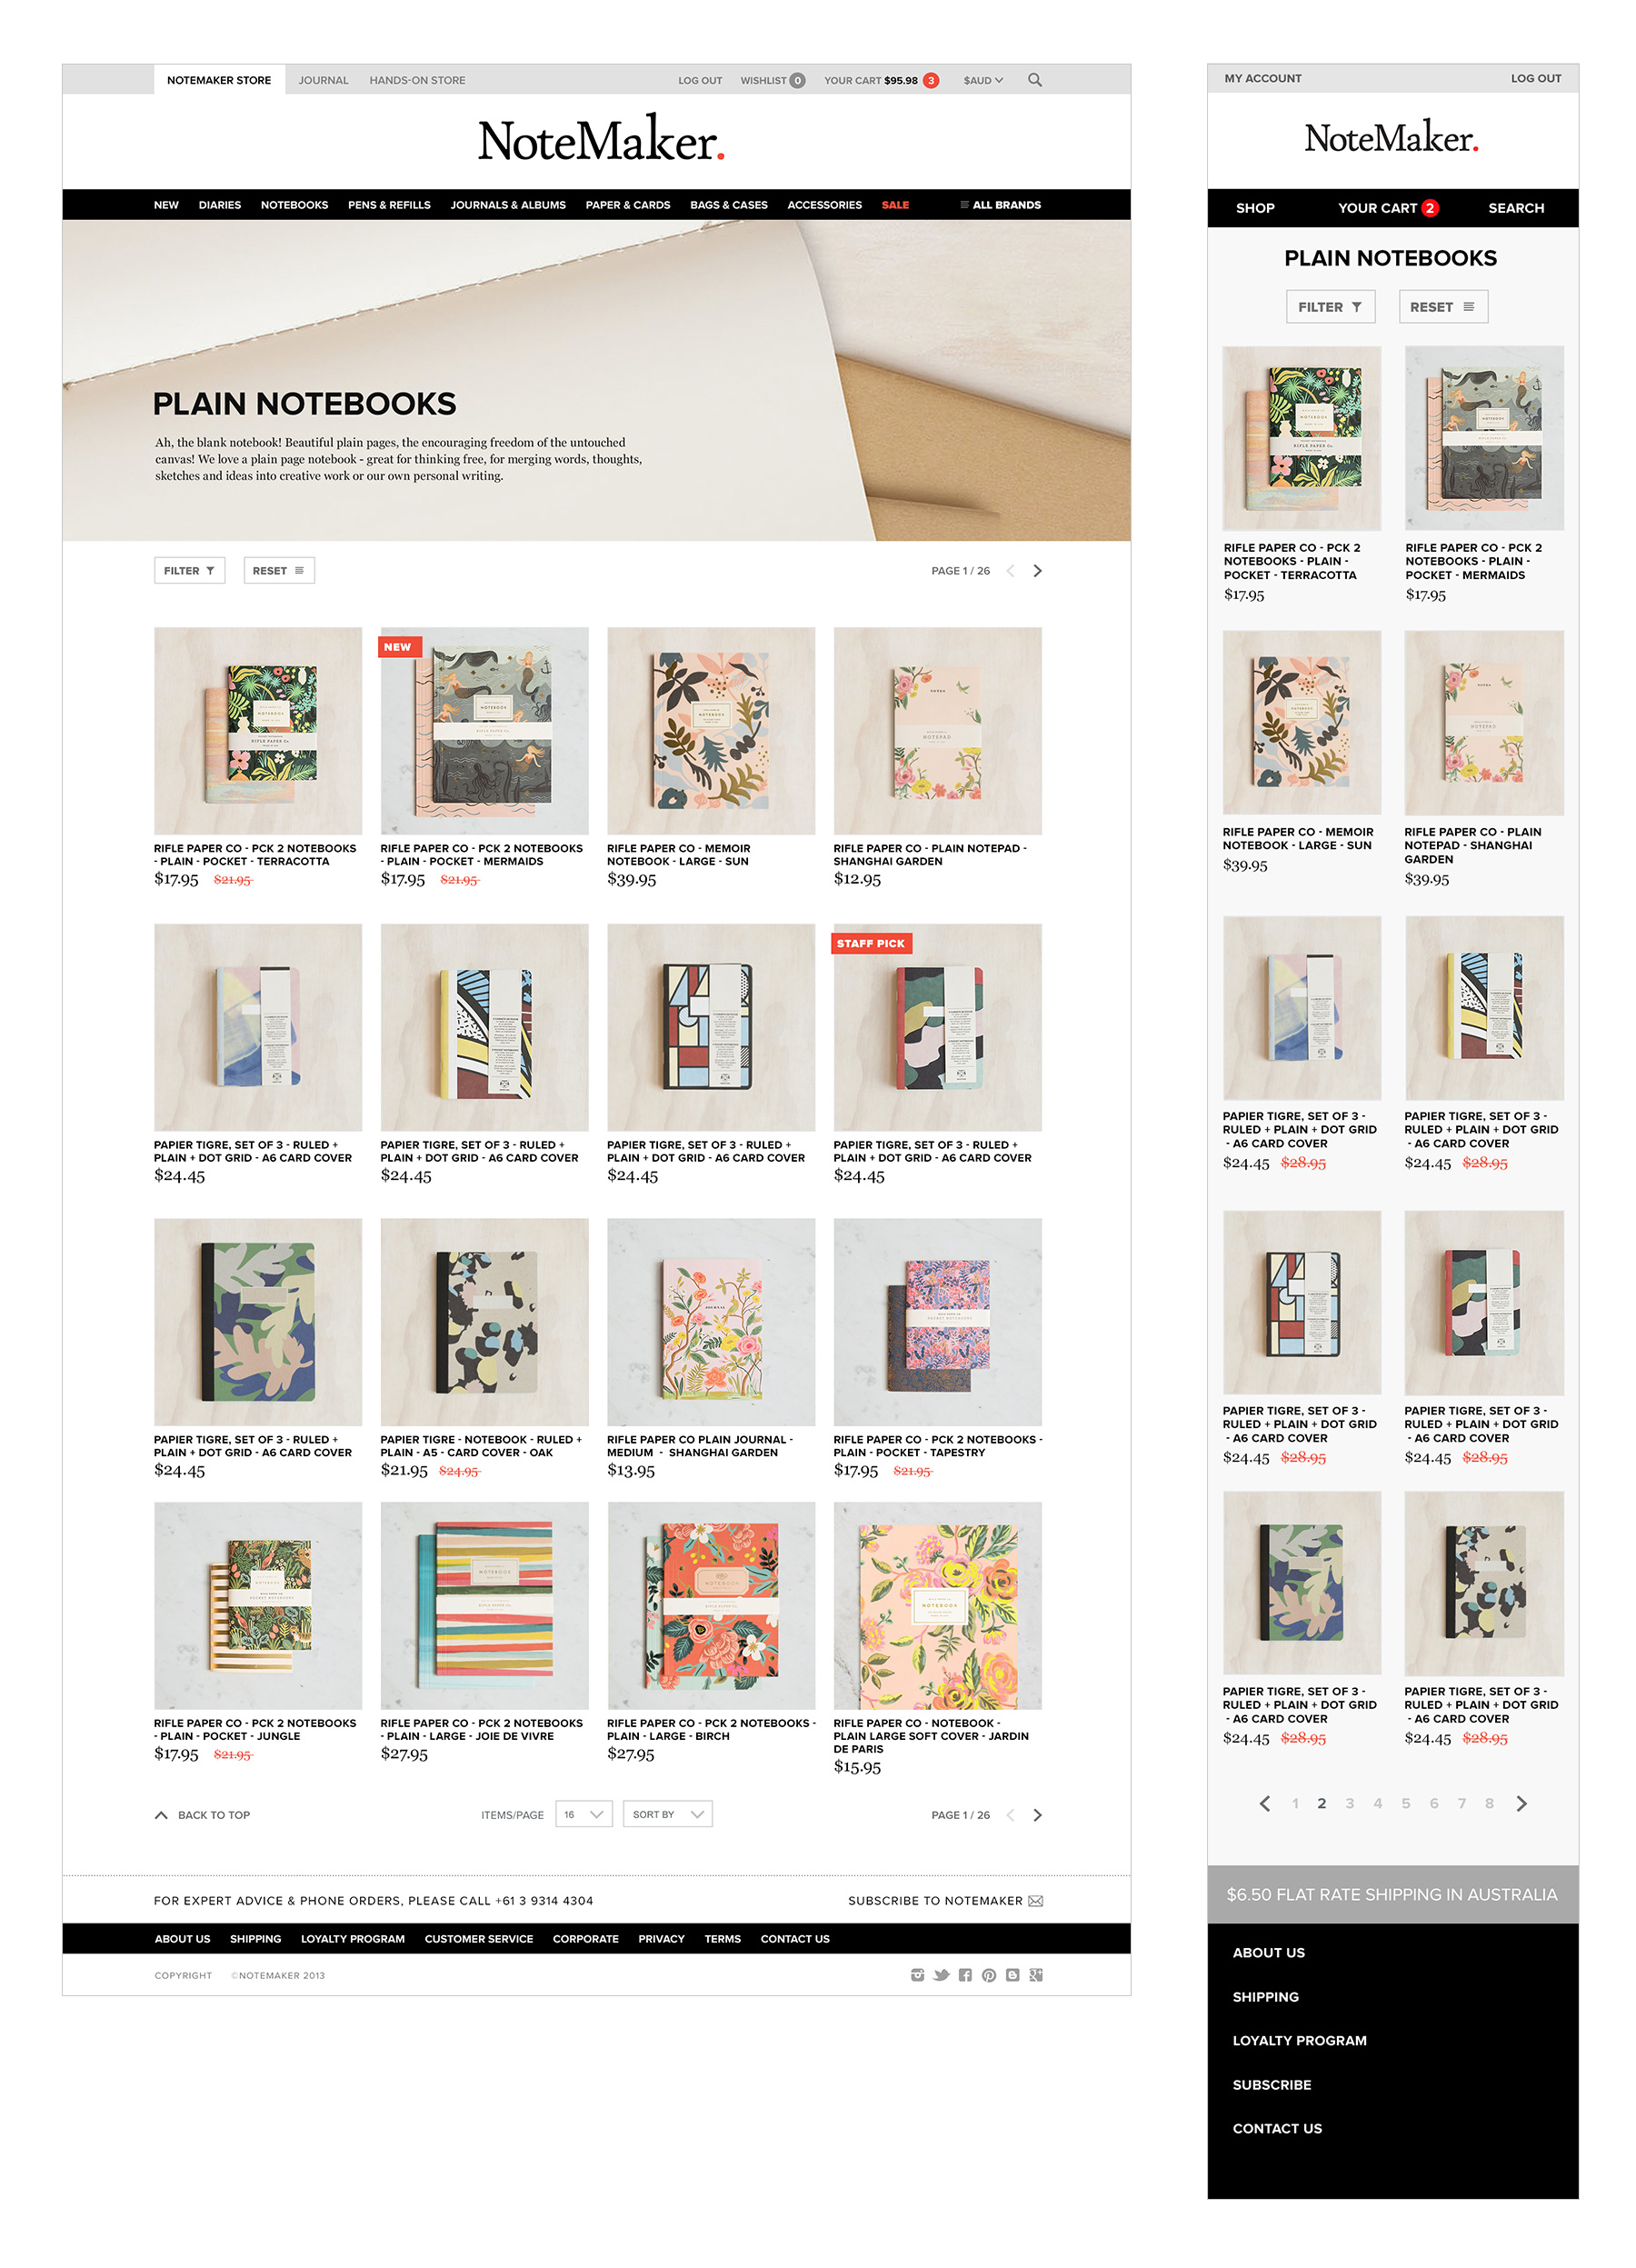 NOTEMAKER STORE JOURNAL HANDS-ON STORE LOG OUT WISHLIST 0 YOUR CART $95.98 3 $AUD
NoteMaker.
NEW DIARIES NOTEBOOKS PENS & REFILLS JOURNALS & ALBUMS PAPER & CARDS BAGS & CASES ACCESSORIES SALE ALL BRANDS
PLAIN NOTEBOOKS
Ah, the blank notebook! Beautiful plain pages, the encouraging freedom of the untouched
canvas! We love a plain page notebook - great for thinking free, for merging words, thoughts,
sketches and ideas into creative work or our own personal writing.
FILTER RESET PAGE 1 / 26
NEW
RIFLE PAPER CO - PCK 2 NOTEBOOKS
- PLAIN - POCKET - TERRACOTTA
$17.95 $21.95
RIFLE PAPER CO - PCK 2 NOTEBOOKS
- PLAIN - POCKET - MERMAIDS
$17.95 $21.95
RIFLE PAPER CO - MEMOIR
NOTEBOOK - LARGE - SUN
$39.95
RIFLE PAPER CO - PLAIN NOTEPAD -
SHANGHAI GARDEN
$12.95
STAFF PICK
PAPIER TIGRE, SET OF 3 - RULED +
PLAIN + DOT GRID - A6 CARD COVER
$24.45
PAPIER TIGRE, SET OF 3 - RULED +
PLAIN + DOT GRID - A6 CARD COVER
$24.45
PAPIER TIGRE, SET OF 3 - RULED +
PLAIN + DOT GRID - A6 CARD COVER
$24.45
PAPIER TIGRE, SET OF 3 - RULED +
PLAIN + DOT GRID - A6 CARD COVER
$24.45
PAPIER TIGRE, SET OF 3 - RULED +
PLAIN + DOT GRID - A6 CARD COVER
$24.45
PAPIER TIGRE - NOTEBOOK - RULED +
PLAIN - A5 - CARD COVER - OAK
$21.95 $24.95
RIFLE PAPER CO PLAIN JOURNAL -
MEDIUM - SHANGHAI GARDEN
$13.95
RIFLE PAPER CO - PCK 2 NOTEBOOKS -
PLAIN - POCKET - TAPESTRY
$17.95 $21.95
RIFLE PAPER CO - PCK 2 NOTEBOOKS
- PLAIN - POCKET - JUNGLE
$17.95 $21.95
RIFLE PAPER CO - PCK 2 NOTEBOOKS
- PLAIN - LARGE - JOIE DE VIVRE
$27.95
RIFLE PAPER CO - PCK 2 NOTEBOOKS -
PLAIN - LARGE - BIRCH
$27.95
RIFLE PAPER CO - NOTEBOOK -
PLAIN LARGE SOFT COVER - JARDIN
DE PARIS
$15.95
BACK TO TOP ITEMS/PAGE 16 SORT BY PAGE 1 / 26
FOR EXPERT ADVICE & PHONE ORDERS, PLEASE CALL +61 3 9314 4304 SUBSCRIBE TO NOTEMAKER
ABOUT US SHIPPING LOYALTY PROGRAM CUSTOMER SERVICE CORPORATE PRIVACY TERMS CONTACT US
COPYRIGHT ©NOTEMAKER 2013
MY ACCOUNT LOG OUT
NoteMaker.
SHOP YOUR CART 2 SEARCH
PLAIN NOTEBOOKS
FILTER RESET
RIFLE PAPER CO - PCK 2
NOTEBOOKS - PLAIN -
POCKET - TERRACOTTA
$17.95
RIFLE PAPER CO - PCK 2
NOTEBOOKS - PLAIN -
POCKET - MERMAIDS
$17.95
RIFLE PAPER CO - MEMOIR
NOTEBOOK - LARGE - SUN
$39.95
RIFLE PAPER CO - PLAIN
NOTEPAD - SHANGHAI
GARDEN
$39.95
PAPIER TIGRE, SET OF 3 -
RULED + PLAIN + DOT GRID
- A6 CARD COVER
$24.45 $28.95
PAPIER TIGRE, SET OF 3 -
RULED + PLAIN + DOT GRID
- A6 CARD COVER
$24.45 $28.95
PAPIER TIGRE, SET OF 3 -
RULED + PLAIN + DOT GRID
- A6 CARD COVER
$24.45 $28.95
PAPIER TIGRE, SET OF 3 -
RULED + PLAIN + DOT GRID
- A6 CARD COVER
$24.45 $28.95
PAPIER TIGRE, SET OF 3 -
RULED + PLAIN + DOT GRID
- A6 CARD COVER
$24.45 $28.95
PAPIER TIGRE, SET OF 3 -
RULED + PLAIN + DOT GRID
- A6 CARD COVER
$24.45 $28.95
1 2 3 4 5 6 7 8
$6.50 FLAT RATE SHIPPING IN AUSTRALIA
ABOUT US
SHIPPING
LOYALTY PROGRAM
SUBSCRIBE
CONTACT US